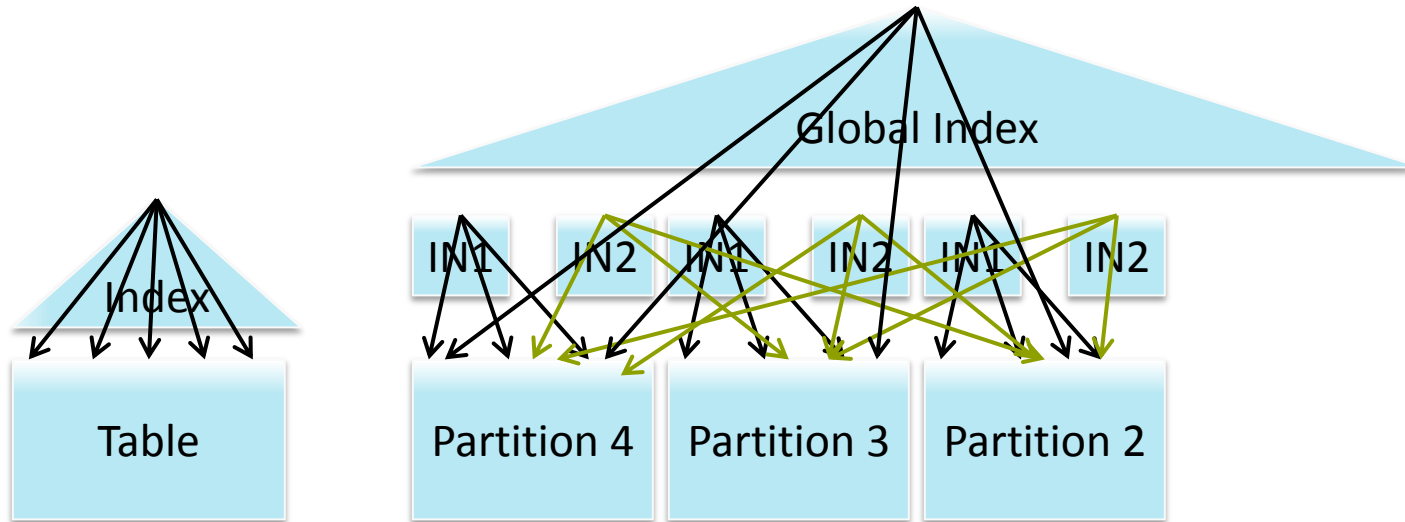 Global Index
Index
IN1
IN2
IN1
IN2
IN1
IN2
Table
Partition 4
Partition 3
Partition 2